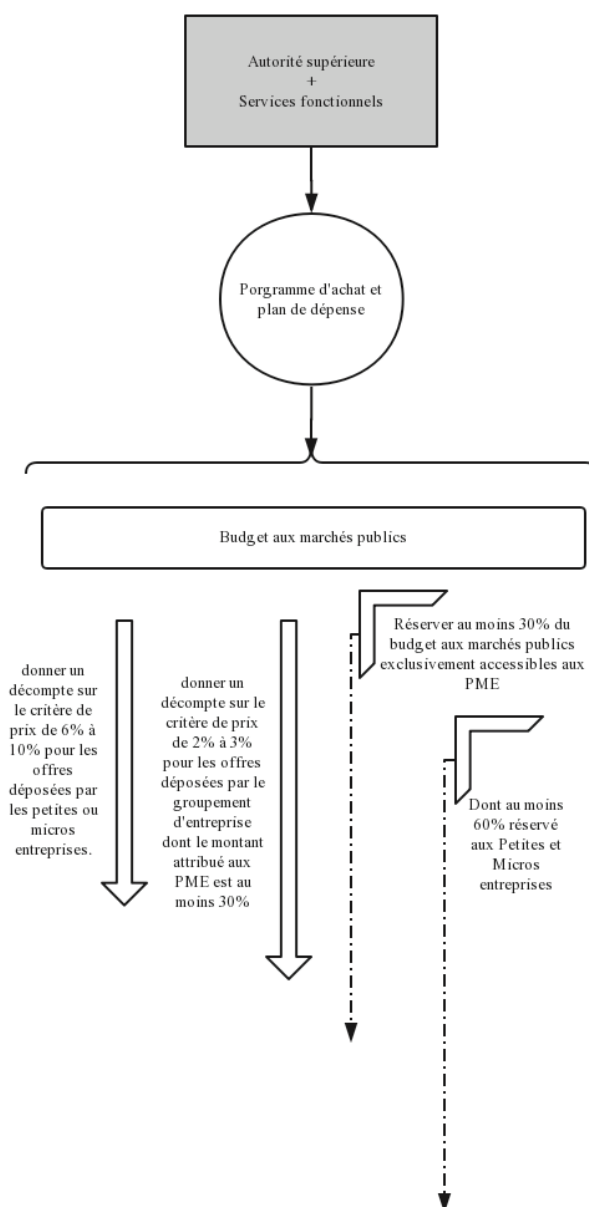 Autorité supérieure
+
Services fonctionnels
Porgramme d'achat et
plan de dépense
Budget aux marchés publics
donner un
décompte sur
le critère de
prix de 6% à
10% pour les
offres
déposées par
les petites ou
micros
entreprises.
donner un
décompte sur le
critère de prix
de 2% à 3%
pour les offres
déposées par le
groupement
d'entreprise
dont le montant
attribué aux
PME est au
moins 30%
Réserver au moins 30% du
budget aux marchés publics
exclusivement accessibles aux
PME
Dont au moins
60% réservé
aux Petites et
Micros
entreprises